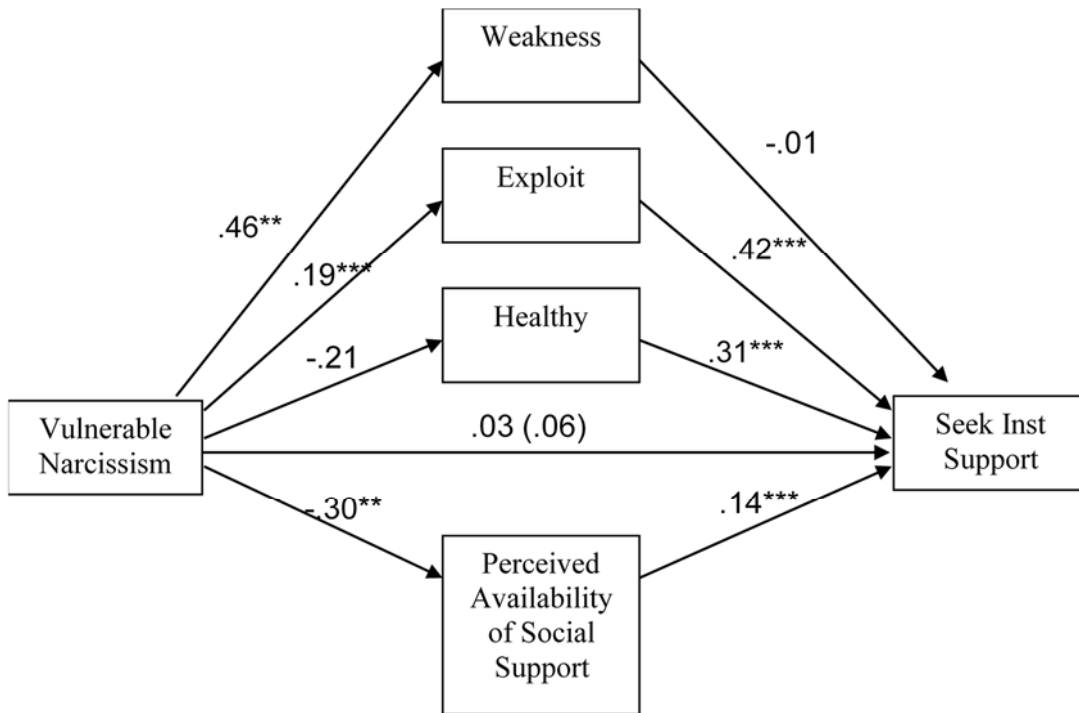 Weakness
-.01
Exploit
.46**
.42***
.19***
Healthy
.31***
-.21
Vulnerable
Narcissism
.03 (.06)
Seek Inst
Support
-.30**
.14***
Perceived
Availability
of Social
Support